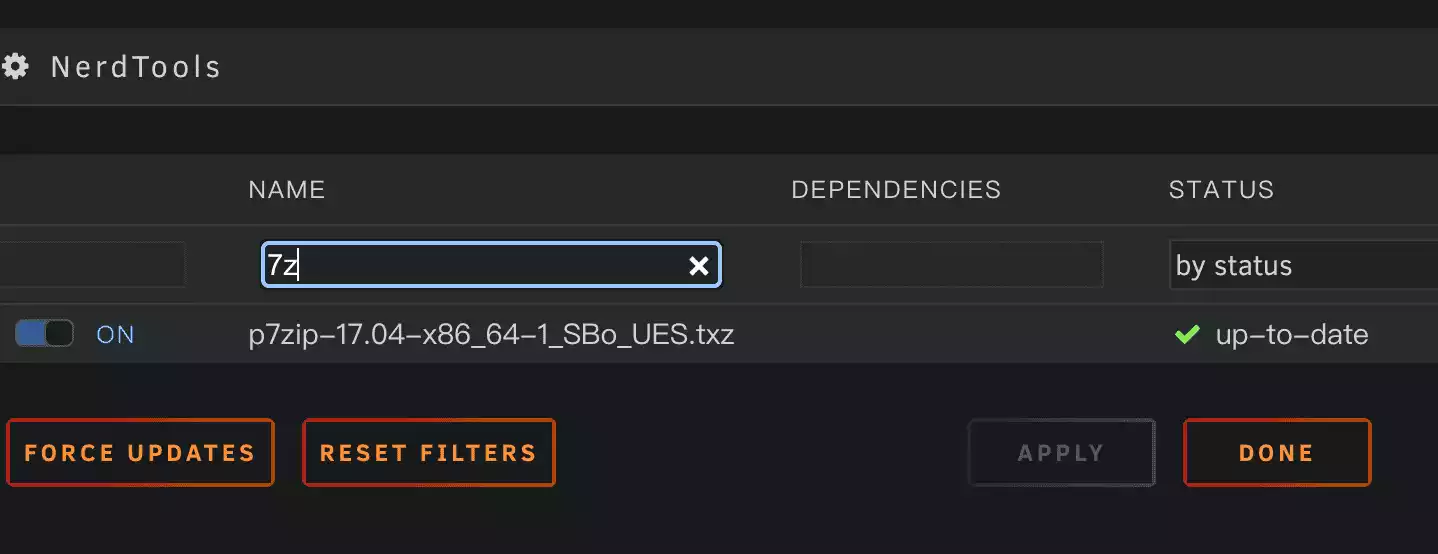 NerdTools
NAME DEPENDENCIES STATUS
7z by status
ON p7zip-17.04-x86_64-1_SBo_UES.txz up-to-date
FORCE UPDATES RESET FILTERS APPLY DONE